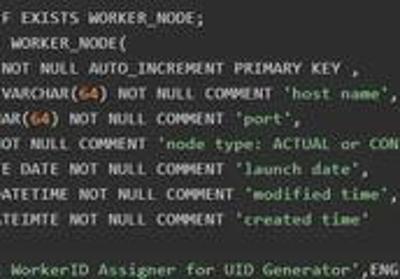 F EXISTS WORKER_NODE;
WORKER_NODE(
NOT NULL AUTO_INCREMENT PRIMARY KEY ,
VARCHAR(64) NOT NULL COMMENT 'host name',
AR(64) NOT NULL COMMENT 'port',
NOT NULL COMMENT 'node type: ACTUAL or CON
E DATE NOT NULL COMMENT 'launch date',
DATETIME NOT NULL COMMENT 'modified time',
ATEIMTE NOT NULL COMMENT 'created time'
WorkerID Assigner for UID Generator',ENG